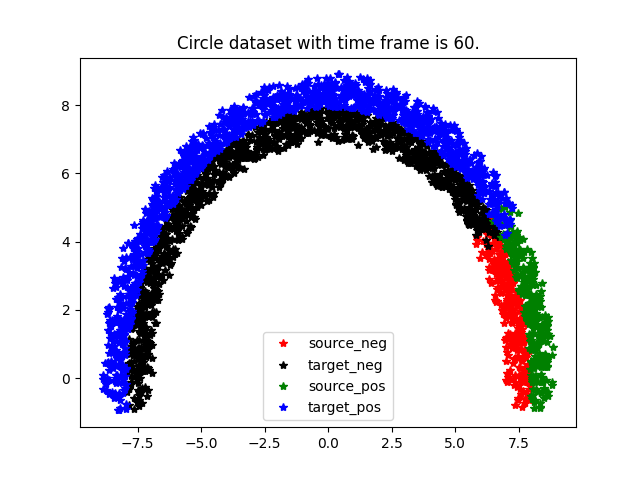 Circle dataset with time frame is 60.
8
6
4
2
0
−7.5 −5.0 −2.5 0.0 2.5 5.0 7.5
source_neg
target_neg
source_pos
target_pos